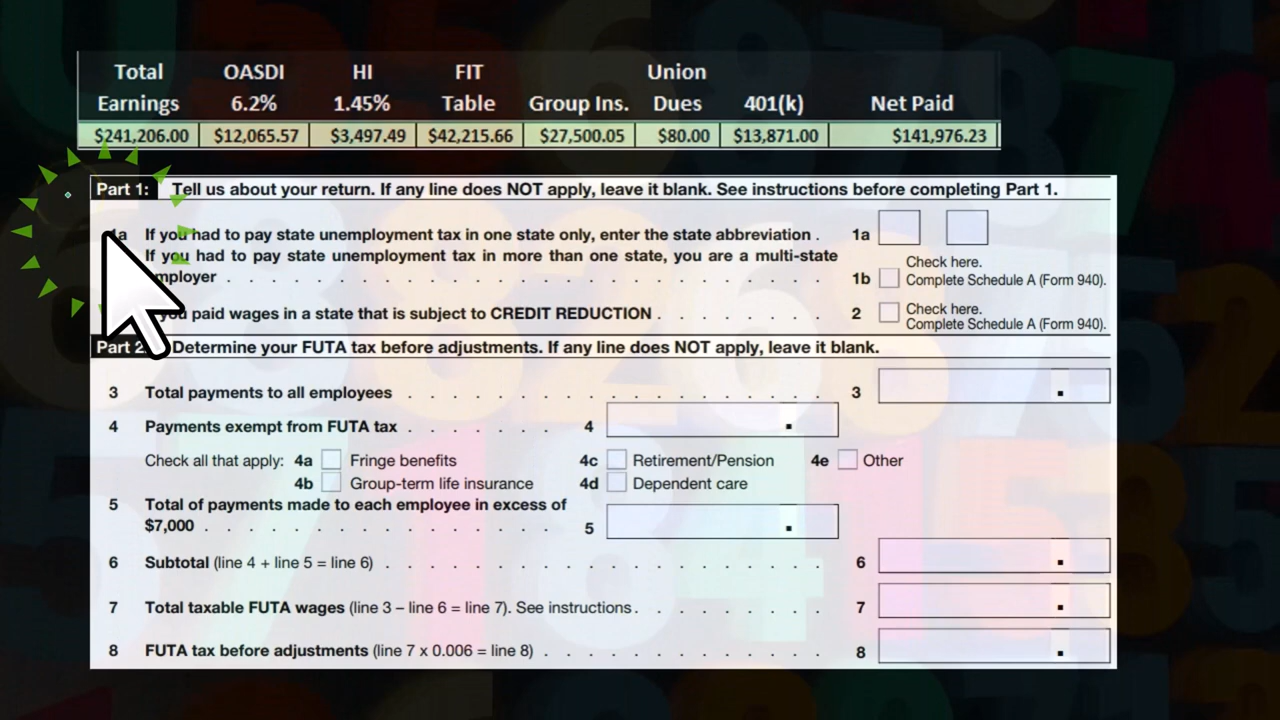 Total OASDI HI FIT Union
Earnings 6.2% 1.45% Table Group Ins. Dues 401(k) Net Paid
$241,206.00 $12,065.57 $3,497.49 $42,215.66 $27,500.05 $80.00 $13,871.00 $141,976.23
Part 1: Tell us about your return. If any line does NOT apply, leave it blank. See instructions before completing Part 1.
1a If you had to pay state unemployment tax in one state only, enter the state abbreviation . 1a
If you had to pay state unemployment tax in more than one state, you are a multi-state
employer . . . . . . . . . . . . . . . . . . . . . . . . . . . 1b Check here.
Complete Schedule A (Form 940).
you paid wages in a state that is subject to CREDIT REDUCTION . . . . . . . . 2 Check here.
Complete Schedule A (Form 940).
Part 2: Determine your FUTA tax before adjustments. If any line does NOT apply, leave it blank.
3 Total payments to all employees . . . . . . . . . . . . . . . . . . . 3 .
4 Payments exempt from FUTA tax . . . . . . . 4 .
Check all that apply: 4a Fringe benefits 4c Retirement/Pension 4e Other
4b Group-term life insurance 4d Dependent care
5 Total of payments made to each employee in excess of
$7,000 . . . . . . . . . . . . . . . . 5 .
6 Subtotal (line 4 + line 5 = line 6) . . . . . . . . . . . . . . . . . . . . 6 .
7 Total taxable FUTA wages (line 3 – line 6 = line 7). See instructions . . . . . . . . . 7 .
8 FUTA tax before adjustments (line 7 x 0.006 = line 8) . . . . . . . . . . . . . 8 .